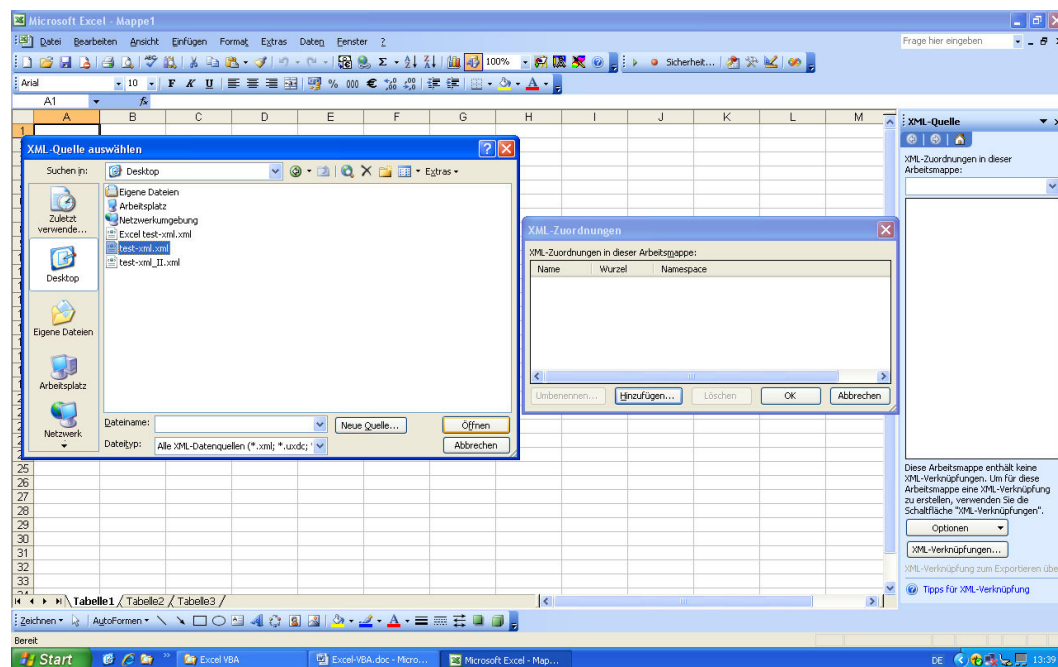 Microsoft Excel - Mappe1
Datei Bearbeiten Ansicht Einfügen Format Extras Daten Fenster ?
Frage hier eingeben
100%
Sicherheit...
Arial 10 F K U % 000 €
A1 fx
A B C D E F G H I J K L M
1
XML-Quelle auswählen
Suchen in: Desktop Extras
Zuletzt verwende...
Desktop
Eigene Dateien
Arbeitsplatz
Netzwerk
Eigene Dateien
Arbeitsplatz
Netzwerkumgebung
Excel test-xml.xml
test-xml.xml
test-xml_II.xml
Dateiname: Neue Quelle... Öffnen
Dateityp: Alle XML-Datenquellen (*.xml; *.uxdc; Abbrechen
XML-Zuordnungen
XML-Zuordnungen in dieser Arbeitsmappe:
Name Wurzel Namespace
Umbenennen... Hinzufügen... Löschen OK Abbrechen
XML-Quelle
XML-Zuordnungen in dieser
Arbeitsmappe:
Diese Arbeitsmappe enthält keine
XML-Verknüpfungen. Um für diese
Arbeitsmappe eine XML-Verknüpfung
zu erstellen, verwenden Sie die
Schaltfläche "XML-Verknüpfungen".
Optionen
XML-Verknüpfungen...
XML-Verknüpfung zum Exportieren übe
Tipps für XML-Verknüpfung
25
26
27
28
29
30
31
32
33
Tabelle1 Tabelle2 Tabelle3
Zeichnen AutoFormen
Bereit
Start Excel VBA Excel-VBA.doc - Micro... Microsoft Excel - Map... DE 13:39